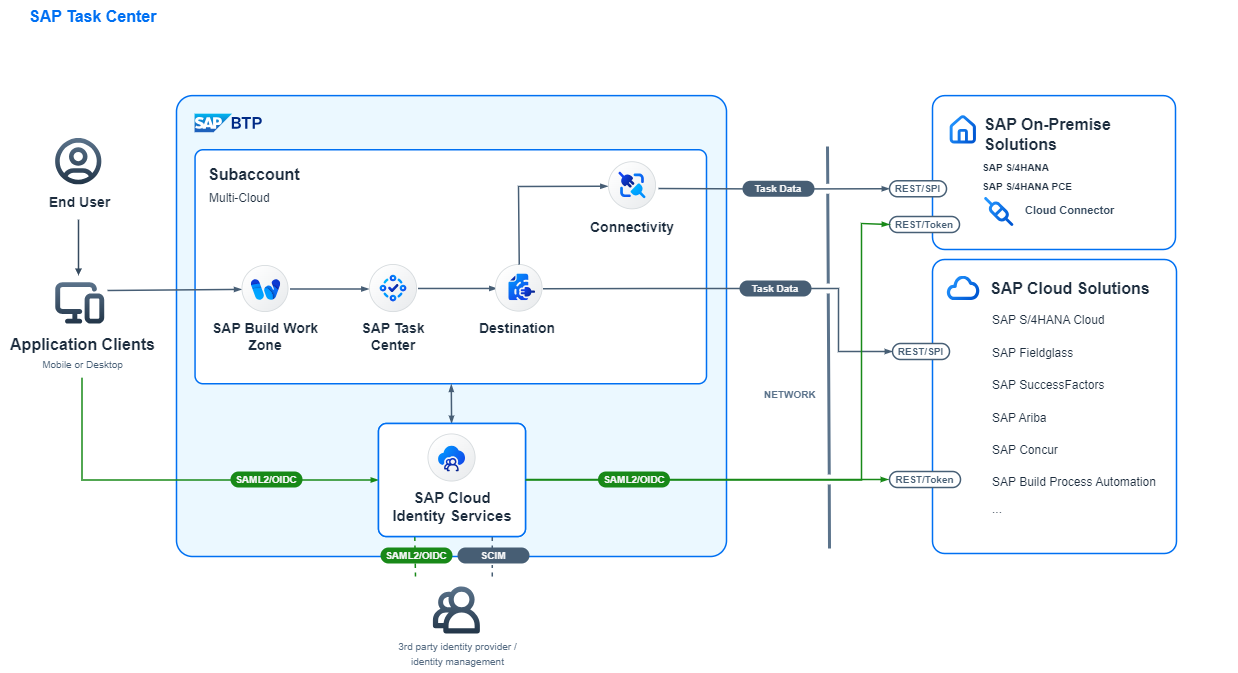 SAP Task Center
SAP BTP
Subaccount
Multi-Cloud
End User
Application Clients
Mobile or Desktop
SAP Build Work
Zone
SAP Task
Center
Destination
Connectivity
Task Data
Task Data
NETWORK
REST/SPI
REST/Token
SAP On-Premise
Solutions
SAP S/4HANA
SAP S/4HANA PCE
Cloud Connector
REST/SPI
REST/Token
SAP Cloud Solutions
SAP S/4HANA Cloud
SAP Fieldglass
SAP SuccessFactors
SAP Ariba
SAP Concur
SAP Build Process Automation
...
SAML2/OIDC
SAP Cloud
Identity Services
SAML2/OIDC
SAML2/OIDC
SCIM
3rd party identity provider /
identity management